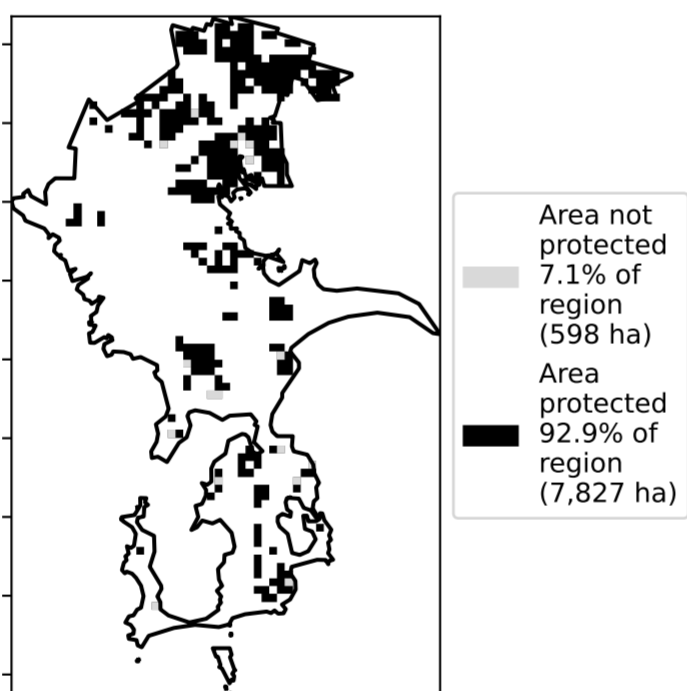 Area not
protected
7.1% of
region
(598 ha)
Area
protected
92.9% of
region
(7,827 ha)